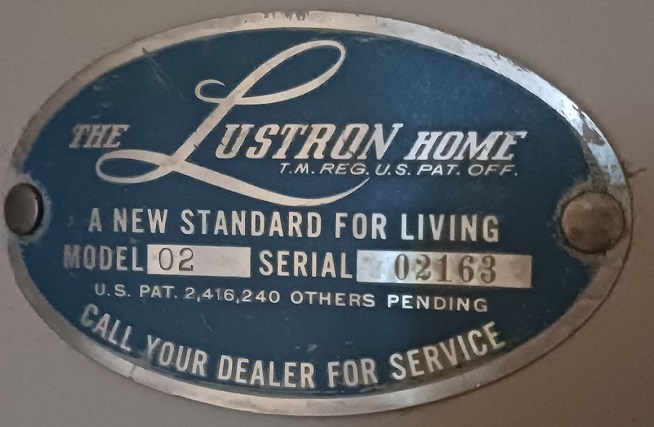 THE LUSTRON HOME
T.M. REG. U.S. PAT. OFF.
A NEW STANDARD FOR LIVING
MODEL 02 SERIAL 02163
U.S. PAT. 2,416,240 OTHERS PENDING
CALL YOUR DEALER FOR SERVICE